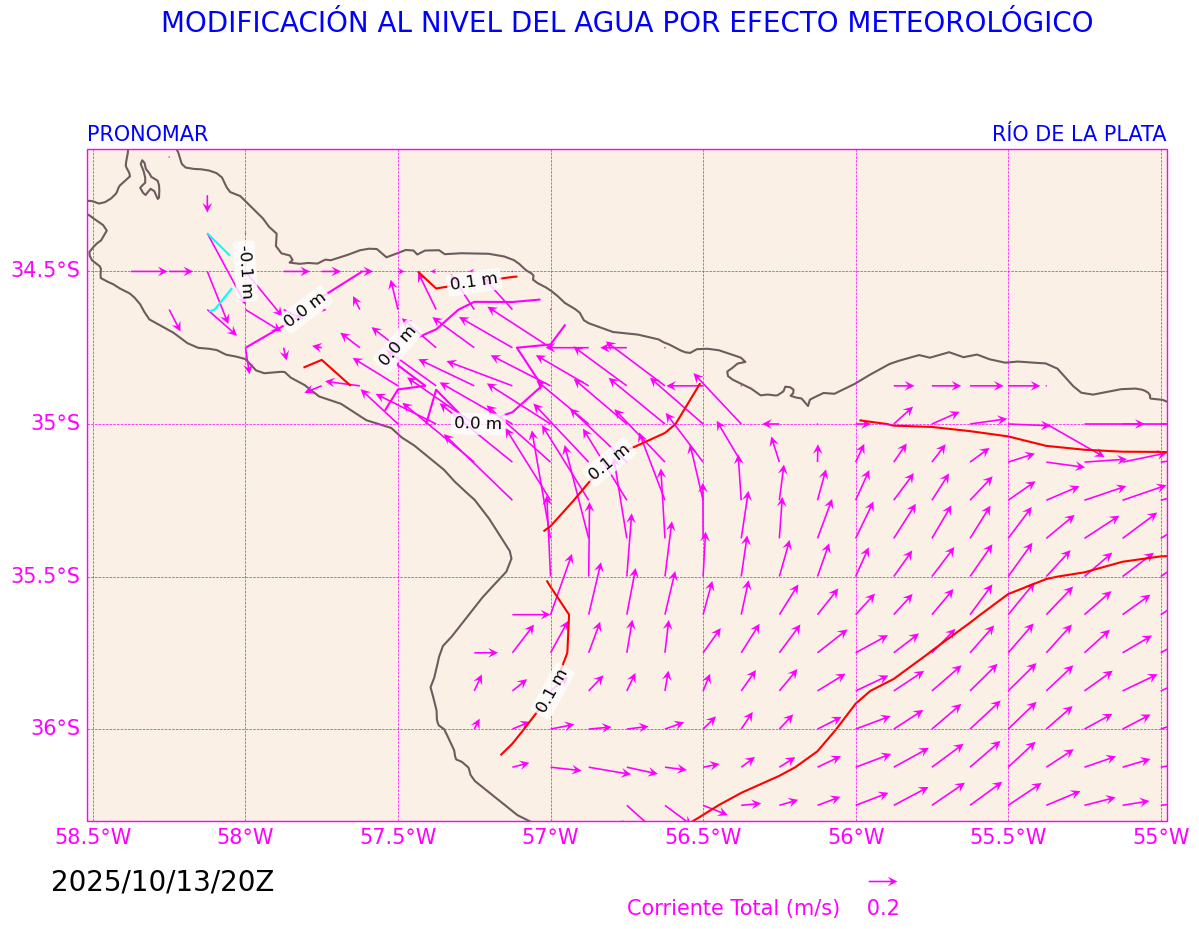 MODIFICACIÓN AL NIVEL DEL AGUA POR EFECTO METEOROLÓGICO
PRONOMAR
RÍO DE LA PLATA
34.5°S
35°S
35.5°S
36°S
-0.1 m
0.0 m
0.1 m
0.0 m
0.0 m
0.1 m
0.1 m
58.5°W
58°W
57.5°W
57°W
56.5°W
56°W
55.5°W
55°W
2025/10/13/20Z
Corriente Total (m/s)
0.2